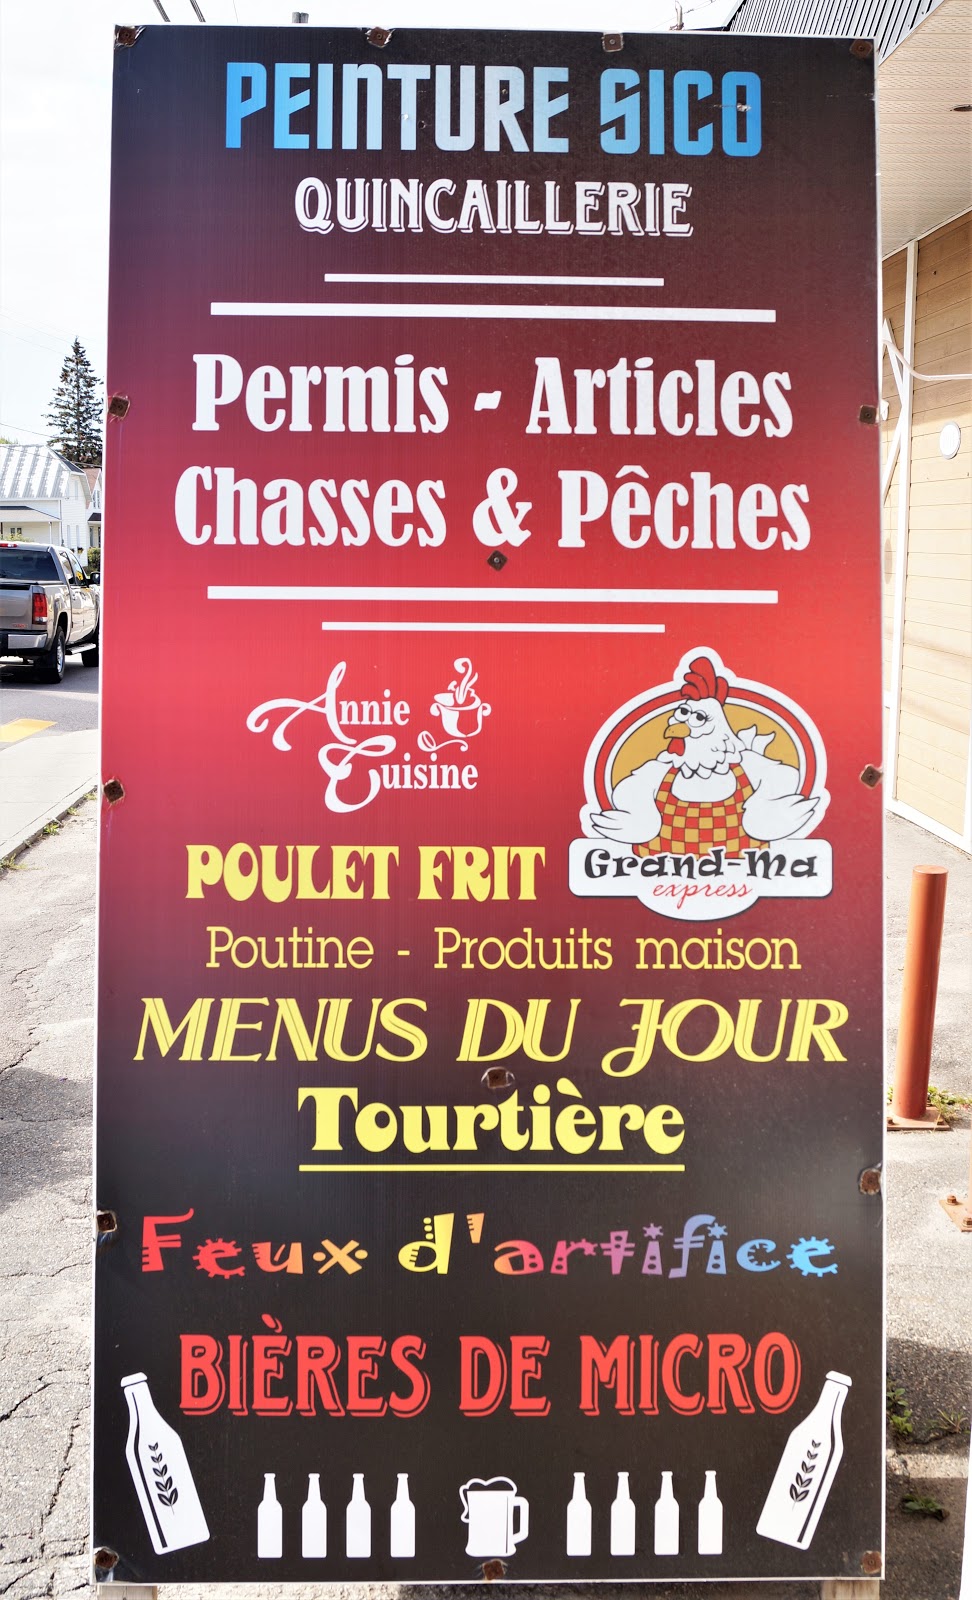 PEINTURE SICO
QUINCAILLERIE
Permis - Articles
Chasses & Pêches
Annie
Cuisine
Grand-Ma
express
POULET FRIT
Poutine - Produits maison
MENUS DU JOUR
Tourtière
Feux d'artifice
BIÈRES DE MICRO